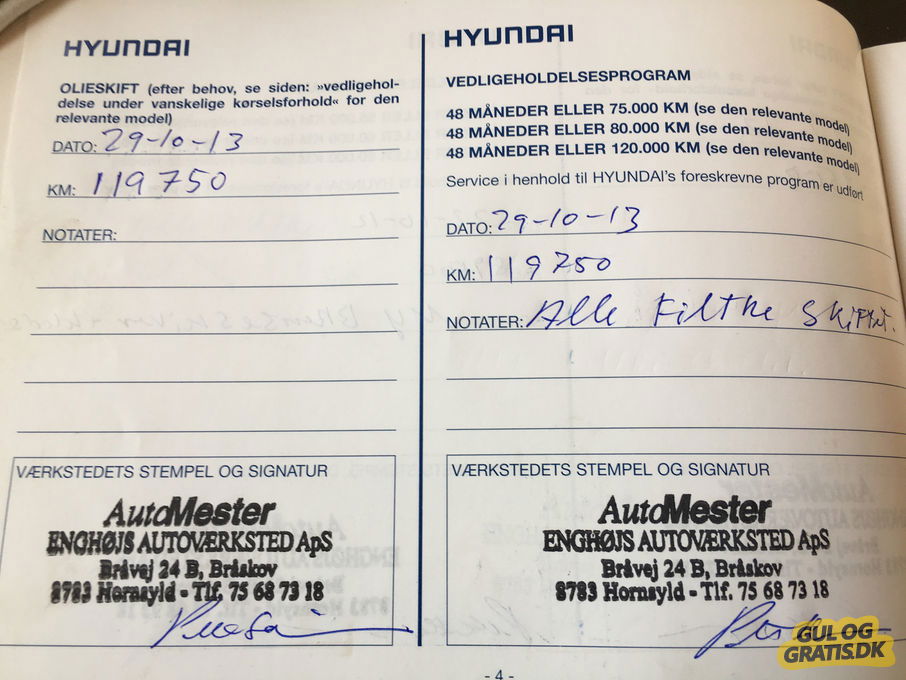 HYUNDAI
OLIESKIFT (efter behov, se siden: »vedligehol-
delse under vanskelige kørselsforhold« for den
relevante model)
DATO: 29-10-13
KM: 119750
NOTATER:
VÆRKSTEDETS STEMPEL OG SIGNATUR
AutoMester
ENGHØJS AUTOVÆRKSTED ApS
Bråvej 24 B, Bråskov
8783 Hornsyld - Tlf. 75 68 73 18
HYUNDAI
VEDLIGEHOLDELSESPROGRAM
48 MÅNEDER ELLER 75.000 KM (se den relevante model)
48 MÅNEDER ELLER 80.000 KM (se den relevante model)
48 MÅNEDER ELLER 120.000 KM (se den relevante model)
Service i henhold til HYUNDAI's foreskrevne program er udført
DATO: 29-10-13
KM: 119750
NOTATER: Alle Filtre Skiftet.
VÆRKSTEDETS STEMPEL OG SIGNATUR
AutoMester
ENGHØJS AUTOVÆRKSTED ApS
Bråvej 24 B, Bråskov
8783 Hornsyld - Tlf. 75 68 73 18
- 4 -
GUL OG
GRATIS.DK